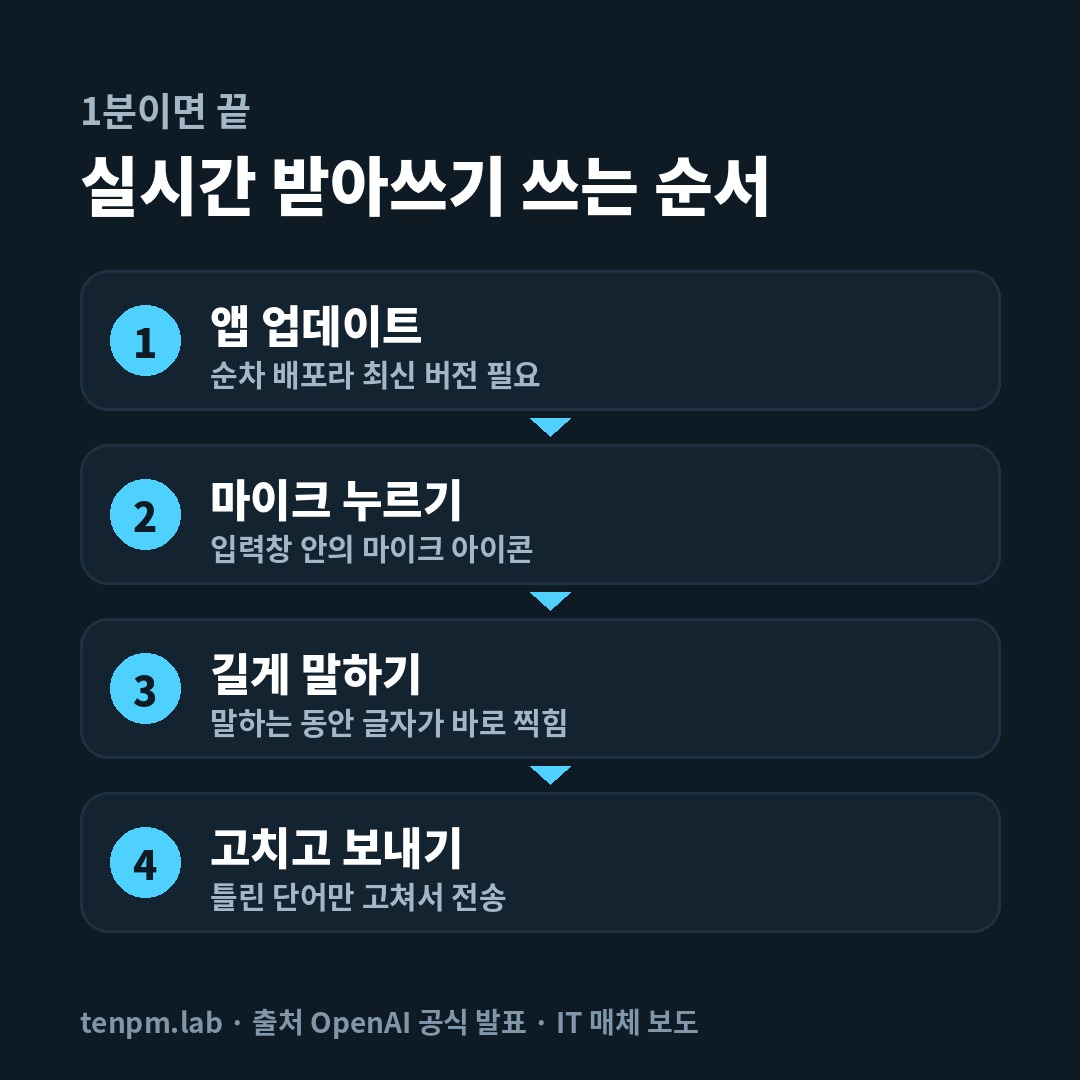 1분이면 끝
실시간 받아쓰기 쓰는 순서
1
앱 업데이트
순차 배포라 최신 버전 필요
2
마이크 누르기
입력창 안의 마이크 아이콘
3
길게 말하기
말하는 동안 글자가 바로 찍힘
4
고치고 보내기
틀린 단어만 고쳐서 전송
tenpm.lab · 출처 OpenAI 공식 발표 · IT 매체 보도